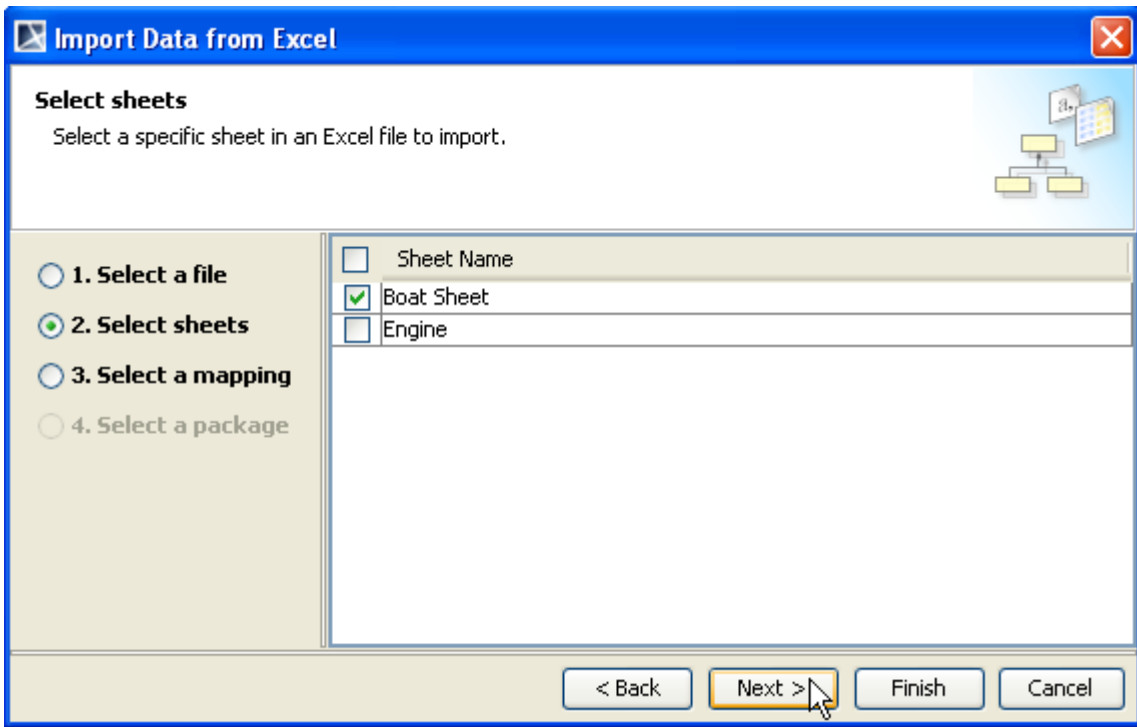 Import Data from Excel
Select sheets
Select a specific sheet in an Excel file to import.
a,
1. Select a file
2. Select sheets
3. Select a mapping
4. Select a package
Sheet Name
Boat Sheet
Engine
< Back
Next >
Finish
Cancel